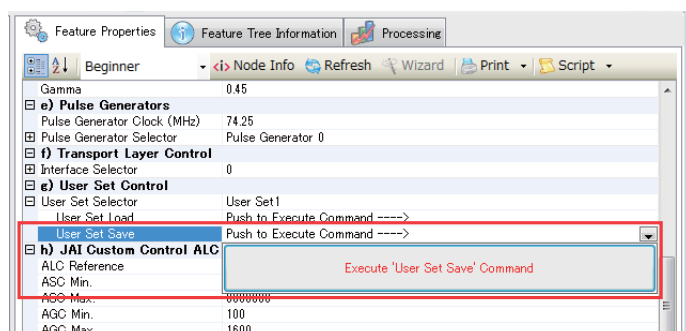 Feature Properties Feature Tree Information Processing
Beginner <i> Node Info Refresh Wizard Print Script
Gamma 0.45
e) Pulse Generators
Pulse Generator Clock (MHz) 74.25
Pulse Generator Selector Pulse Generator 0
f) Transport Layer Control
Interface Selector 0
g) User Set Control
User Set Selector User Set1
User Set Load Push to Execute Command ---->
User Set Save Push to Execute Command ---->
h) JAI Custom Control ALC
ALC Reference
Execute 'User Set Save' Command
ASC Min.
ASC Max.
AGC Min. 100
AGC Max 1600